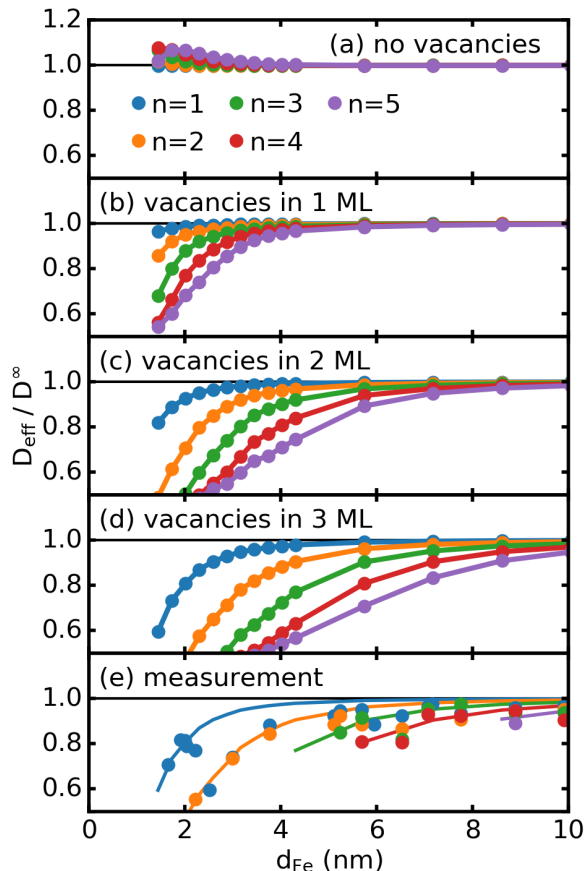 1.2
(a) no vacancies
1.0
n=1 n=3 n=5
0.8
n=2 n=4
0.6
(b) vacancies in 1 ML
1.0
0.8
0.6
(c) vacancies in 2 ML
1.0
0.8
0.6
D_eff / D^∞
(d) vacancies in 3 ML
1.0
0.8
0.6
(e) measurement
1.0
0.8
0.6
0 2 4 6 8 10
d_Fe (nm)